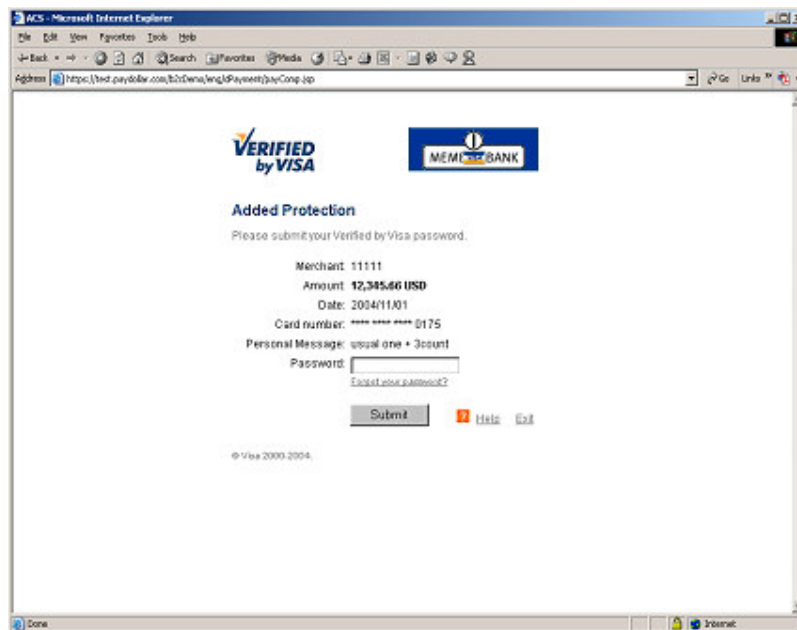 ACS - Microsoft Internet Explorer
File Edit View Favorites Tools Help
Back Search Favorites Media
Address https://test.paydollar.com/b2cDemo/eng/dPayment/payComp.jsp Go Links »
VERIFIED
by VISA
BANK
Added Protection
Please submit your Verified by Visa password.
Merchant: 11111
Amount: 12,345.66 USD
Date: 2004/11/01
Card number: **** **** **** 0175
Personal Message: usual one + 3count
Password:
Forgot your password?
Submit ? Help Exit
© Visa 2000-2004.
Done Internet